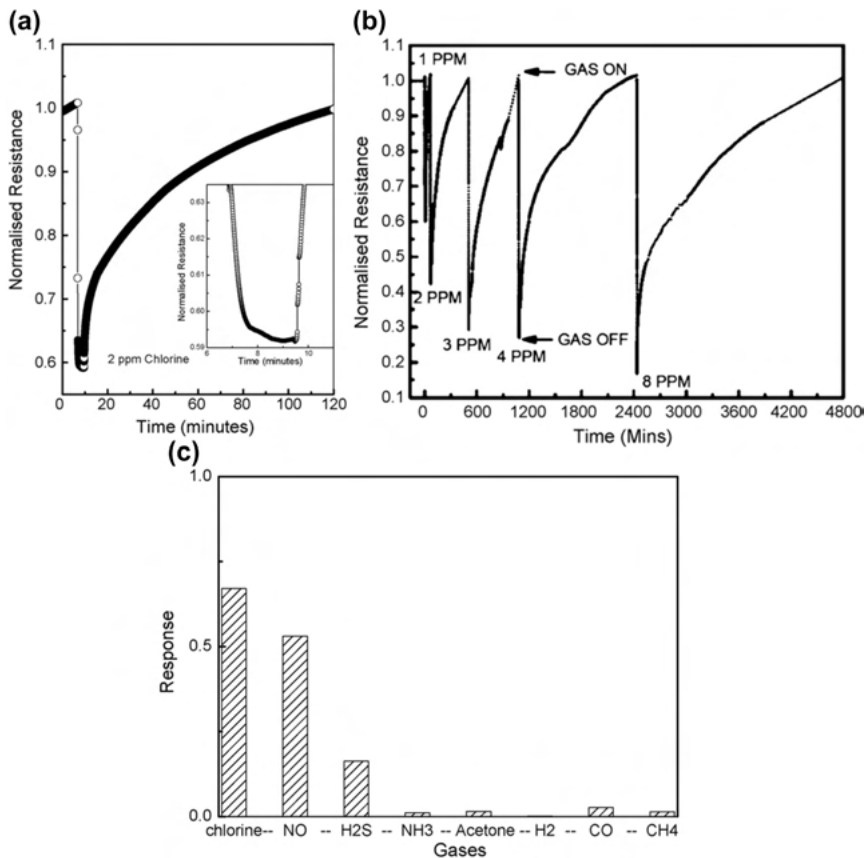 (a)
1.1
1.0
0.9
0.8
0.7
0.6
Normalised Resistance
0 20 40 60 80 100 120
Time (minutes)
2 ppm Chlorine
0.63
0.62
0.61
0.60
0.59
Normalised Resistance
6 8 10
Time (minutes)
(b)
1.1
1.0
0.9
0.8
0.7
0.6
0.5
0.4
0.3
0.2
0.1
Normalised Resistance
1 PPM
GAS ON
2 PPM
3 PPM
4 PPM
GAS OFF
8 PPM
0 600 1200 1800 2400 3000 3600 4200 4800
Time (Mins)
(c)
1.0
0.5
0.0
Response
chlorine-- NO -- H2S -- NH3 -- Acetone -- H2 -- CO -- CH4
Gases